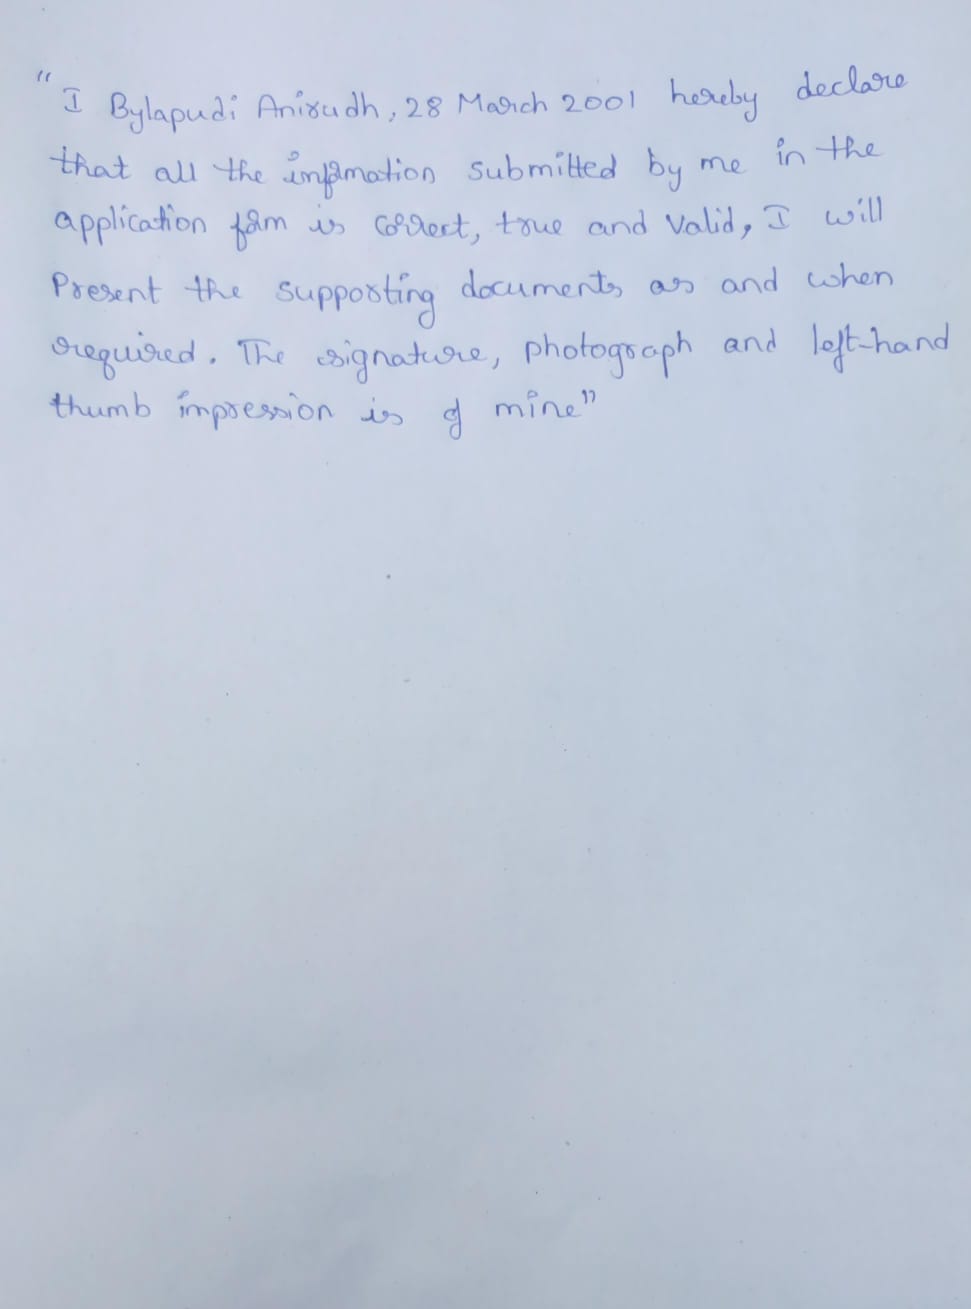 "I Bylapudi Anirudh, 28 March 2001 hereby declare
that all the information submitted by me in the
application form is correct, true and valid, I will
Present the supporting documents as and when
required. The signature, photograph and left-hand
thumb impression is of mine"